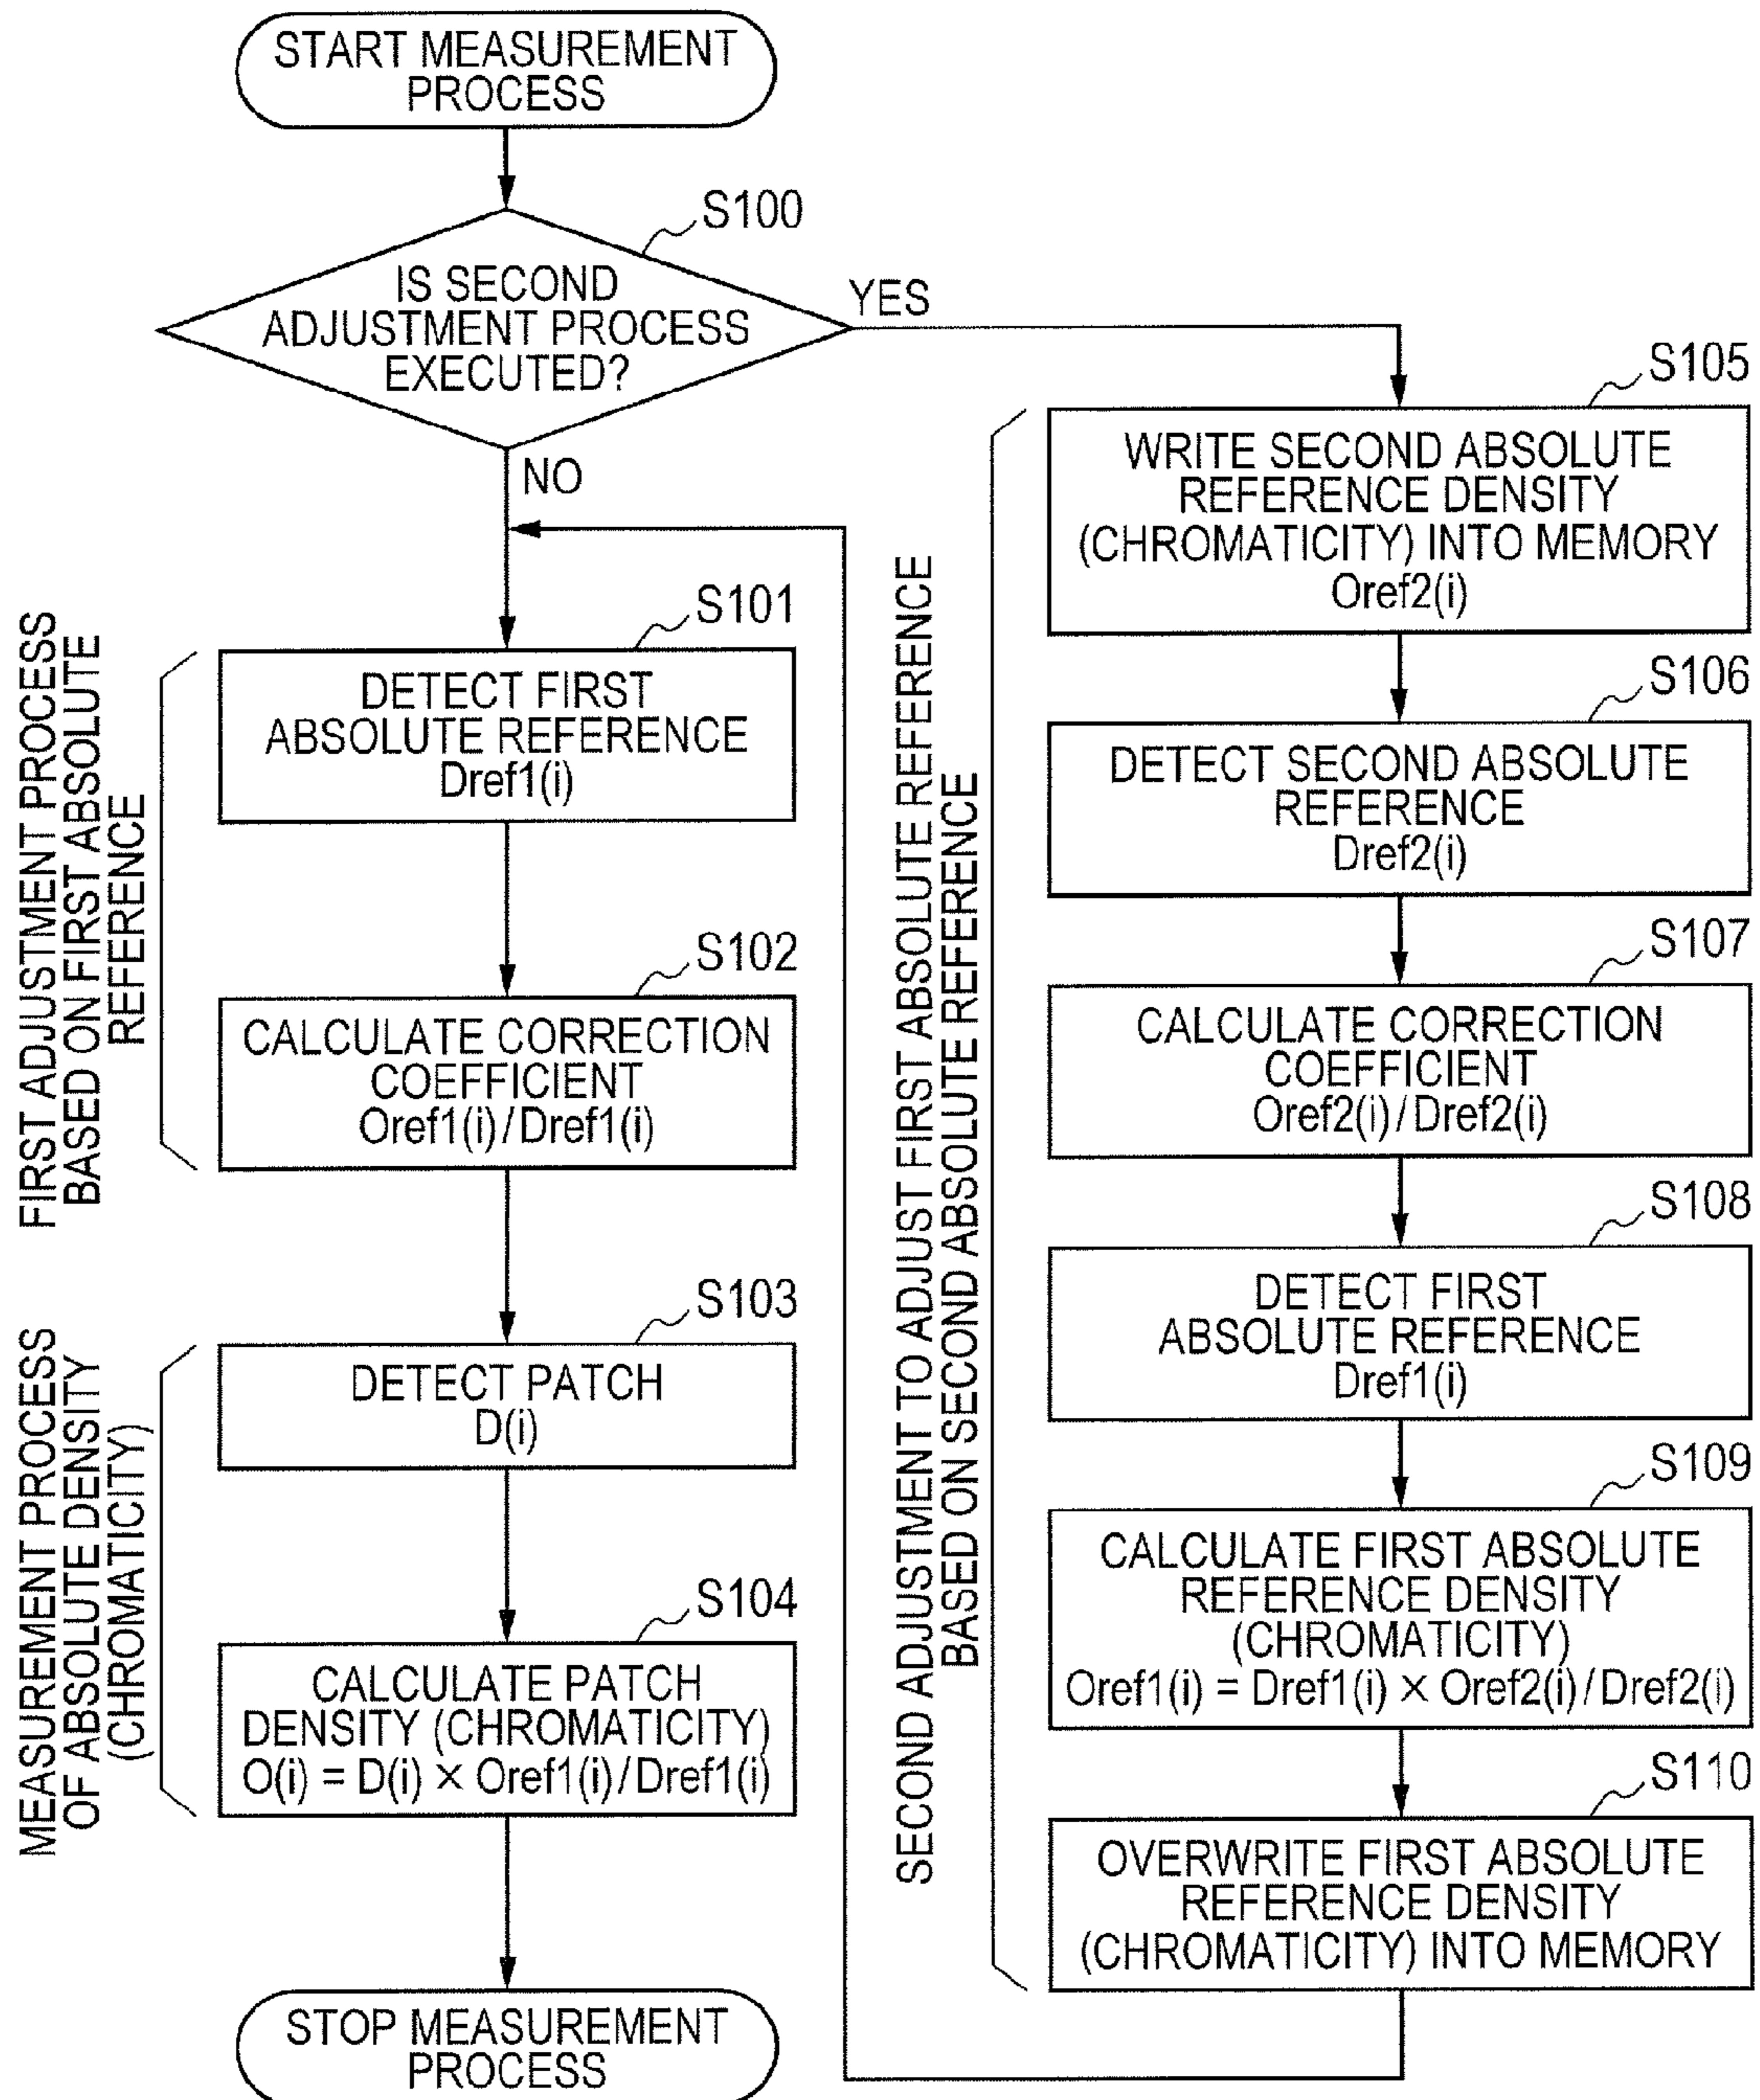 START MEASUREMENT
PROCESS
S100
IS SECOND
ADJUSTMENT PROCESS
EXECUTED?
YES
NO
FIRST ADJUSTMENT PROCESS
BASED ON FIRST ABSOLUTE
REFERENCE
S101
DETECT FIRST
ABSOLUTE REFERENCE
Dref1(i)
S102
CALCULATE CORRECTION
COEFFICIENT
Oref1(i)/Dref1(i)
MEASUREMENT PROCESS
OF ABSOLUTE DENSITY
(CHROMATICITY)
S103
DETECT PATCH
D(i)
S104
CALCULATE PATCH
DENSITY (CHROMATICITY)
O(i) = D(i) × Oref1(i)/Dref1(i)
STOP MEASUREMENT
PROCESS
SECOND ADJUSTMENT TO ADJUST FIRST ABSOLUTE REFERENCE
BASED ON SECOND ABSOLUTE REFERENCE
S105
WRITE SECOND ABSOLUTE
REFERENCE DENSITY
(CHROMATICITY) INTO MEMORY
Oref2(i)
S106
DETECT SECOND ABSOLUTE
REFERENCE
Dref2(i)
S107
CALCULATE CORRECTION
COEFFICIENT
Oref2(i)/Dref2(i)
S108
DETECT FIRST
ABSOLUTE REFERENCE
Dref1(i)
S109
CALCULATE FIRST ABSOLUTE
REFERENCE DENSITY
(CHROMATICITY)
Oref1(i) = Dref1(i) × Oref2(i)/Dref2(i)
S110
OVERWRITE FIRST ABSOLUTE
REFERENCE DENSITY
(CHROMATICITY) INTO MEMORY